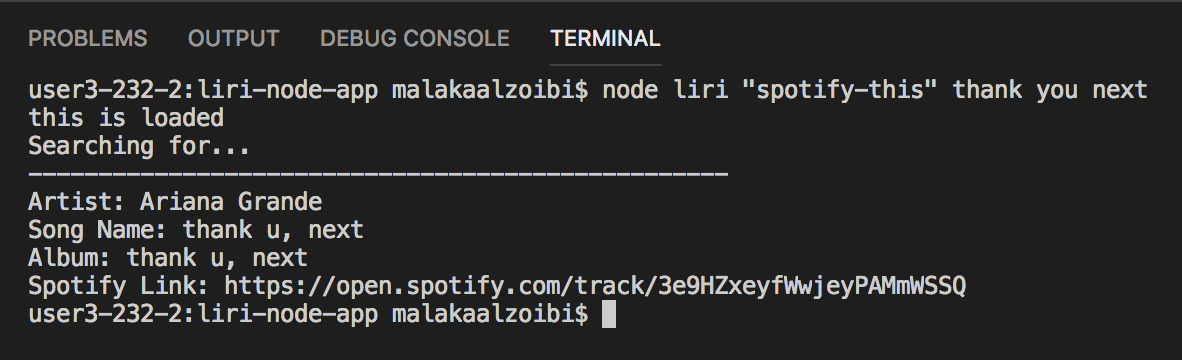 PROBLEMS OUTPUT DEBUG CONSOLE TERMINAL
user3-232-2:liri-node-app malakaalzoibi$ node liri "spotify-this" thank you next
this is loaded
Searching for...
--------------------------------------------------
Artist: Ariana Grande
Song Name: thank u, next
Album: thank u, next
Spotify Link: https://open.spotify.com/track/3e9HZxeyfWwjeyPAMmWSSQ
user3-232-2:liri-node-app malakaalzoibi$